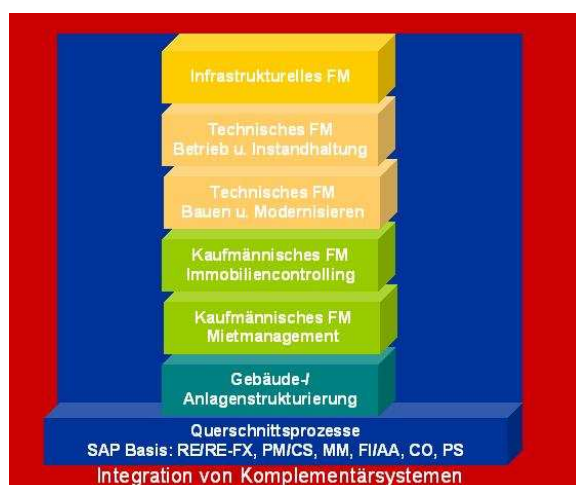 Infrastrukturelles FM
Technisches FM
Betrieb u. Instandhaltung
Technisches FM
Bauen u. Modernisieren
Kaufmännisches FM
Immobiliencontrolling
Kaufmännisches FM
Mietmanagement
Gebäude-/
Anlagenstrukturierung
Querschnittsprozesse
SAP Basis: RE/RE-FX, PM/CS, MM, FI/AA, CO, PS
Integration von Komplementärsystemen